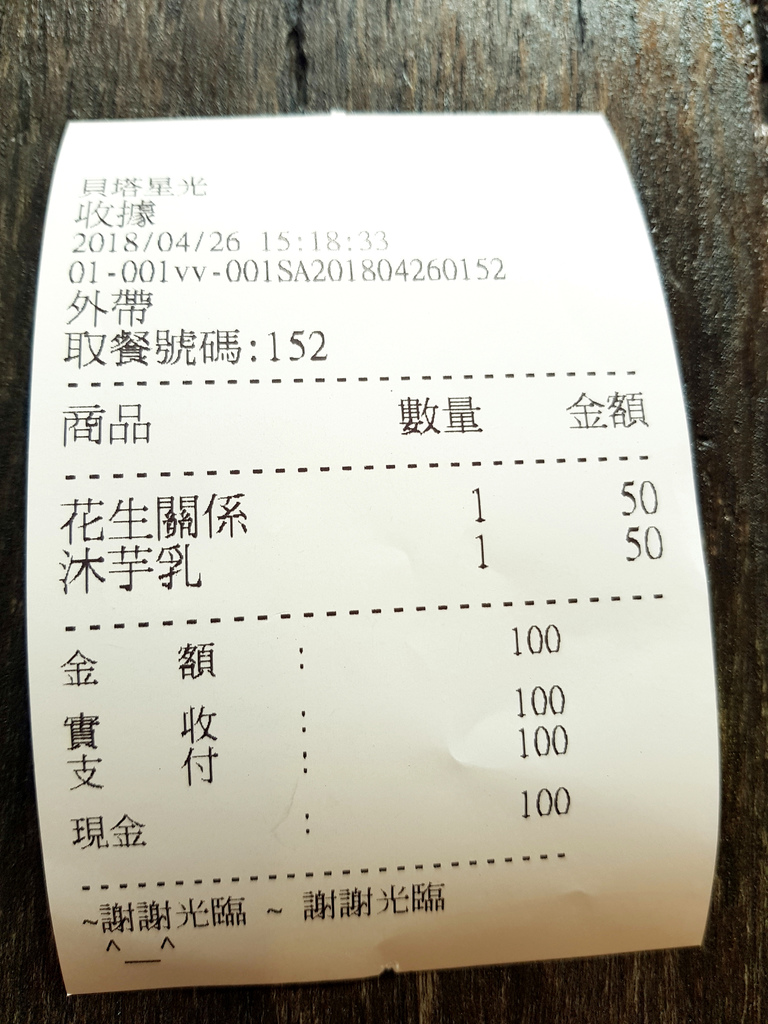 貝塔星光
收據
2018/04/26 15:18:33
01-001vv-001SA201804260152
外帶
取餐號碼:152
商品 數量 金額
花生關係 1 50
沐芋乳 1 50
金 額 : 100
實 收 : 100
支 付 : 100
現金 : 100
~謝謝光臨 ~ 謝謝光臨
^__^